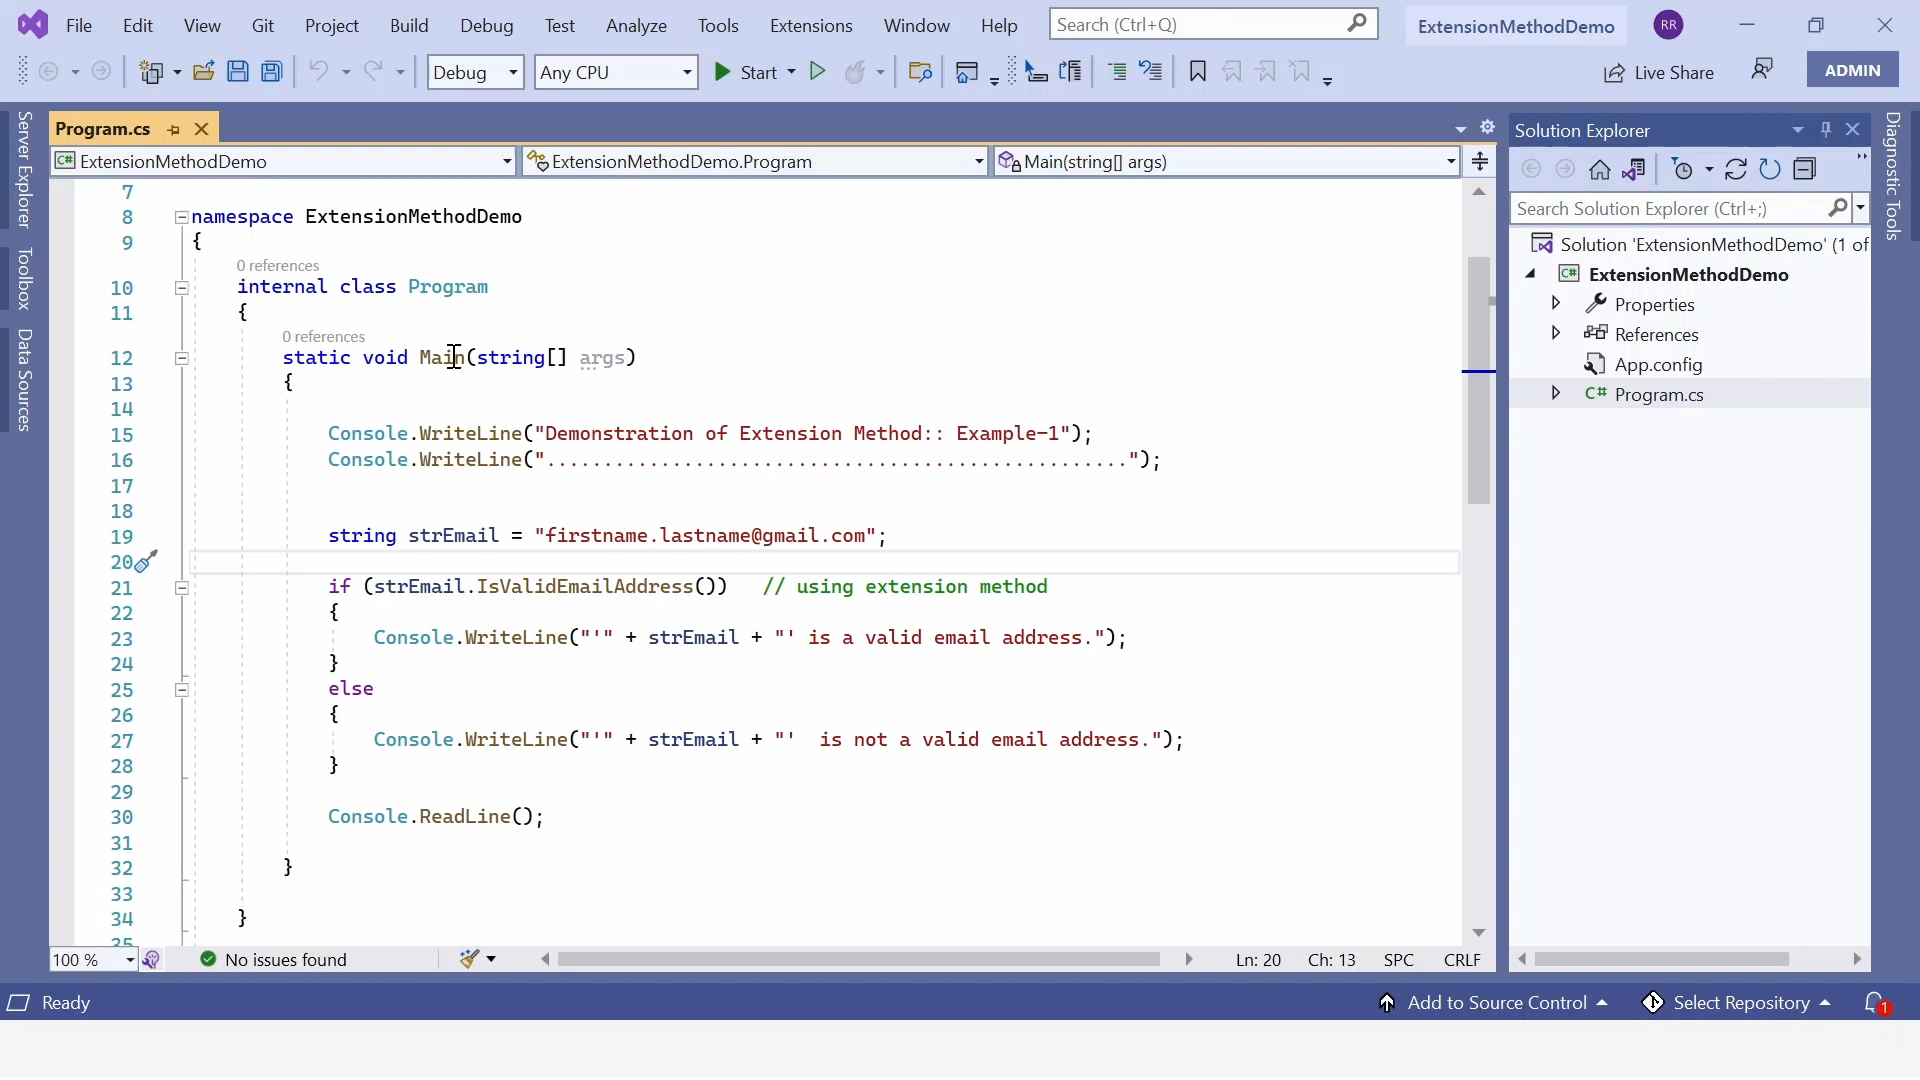 File Edit View Git Project Build Debug Test Analyze Tools Extensions Window Help Search (Ctrl+Q) ExtensionMethodDemo RR
Debug Any CPU Start Live Share ADMIN
Server Explorer
Toolbox
Data Sources
Program.cs
ExtensionMethodDemo ExtensionMethodDemo.Program Main(string[] args)
7
8 namespace ExtensionMethodDemo
9 {
0 references
10 internal class Program
11 {
0 references
12 static void Main(string[] args)
13 {
14
15 Console.WriteLine("Demonstration of Extension Method:: Example-1");
16 Console.WriteLine("...................................................");
17
18
19 string strEmail = "firstname.lastname@gmail.com";
20
21 if (strEmail.IsValidEmailAddress()) // using extension method
22 {
23 Console.WriteLine("'" + strEmail + "' is a valid email address.");
24 }
25 else
26 {
27 Console.WriteLine("'" + strEmail + "'  is not a valid email address.");
28 }
29
30 Console.ReadLine();
31
32 }
33
34 }
35
100 % No issues found Ln: 20 Ch: 13 SPC CRLF
Solution Explorer
Search Solution Explorer (Ctrl+;)
Solution 'ExtensionMethodDemo' (1 of
C# ExtensionMethodDemo
Properties
References
App.config
C# Program.cs
Diagnostic Tools
Ready Add to Source Control Select Repository 1